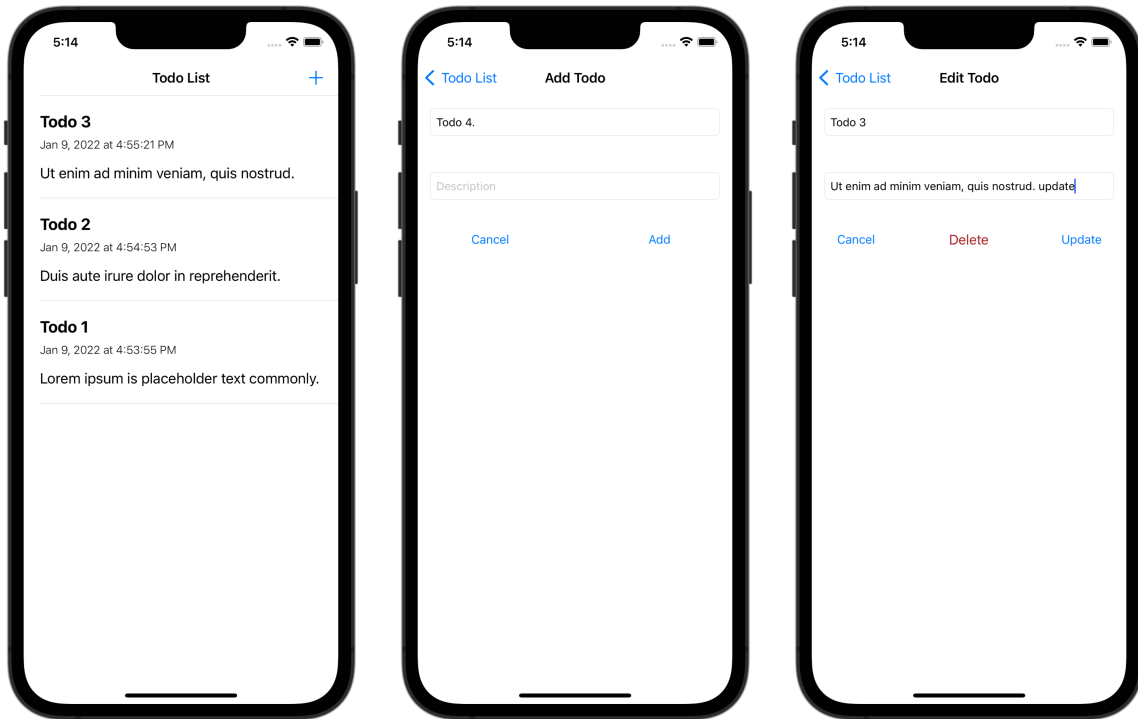 5:14
Todo List
Todo 3
Jan 9, 2022 at 4:55:21 PM
Ut enim ad minim veniam, quis nostrud.
Todo 2
Jan 9, 2022 at 4:54:53 PM
Duis aute irure dolor in reprehenderit.
Todo 1
Jan 9, 2022 at 4:53:55 PM
Lorem ipsum is placeholder text commonly.
5:14
Todo List Add Todo
Todo 4.
Description
Cancel Add
5:14
Todo List Edit Todo
Todo 3
Ut enim ad minim veniam, quis nostrud. update
Cancel Delete Update